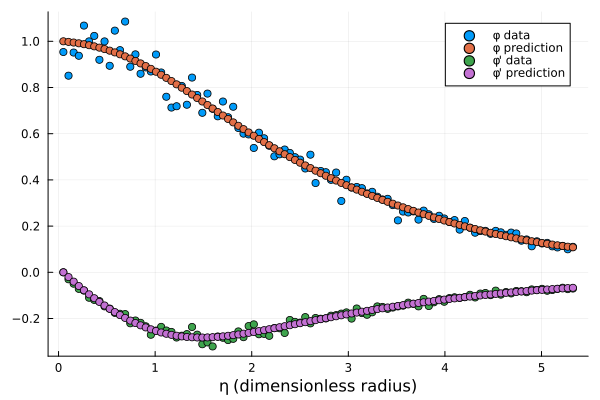 φ data
φ prediction
φ' data
φ' prediction
1.0
0.8
0.6
0.4
0.2
0.0
−0.2
0 1 2 3 4 5
η (dimensionless radius)